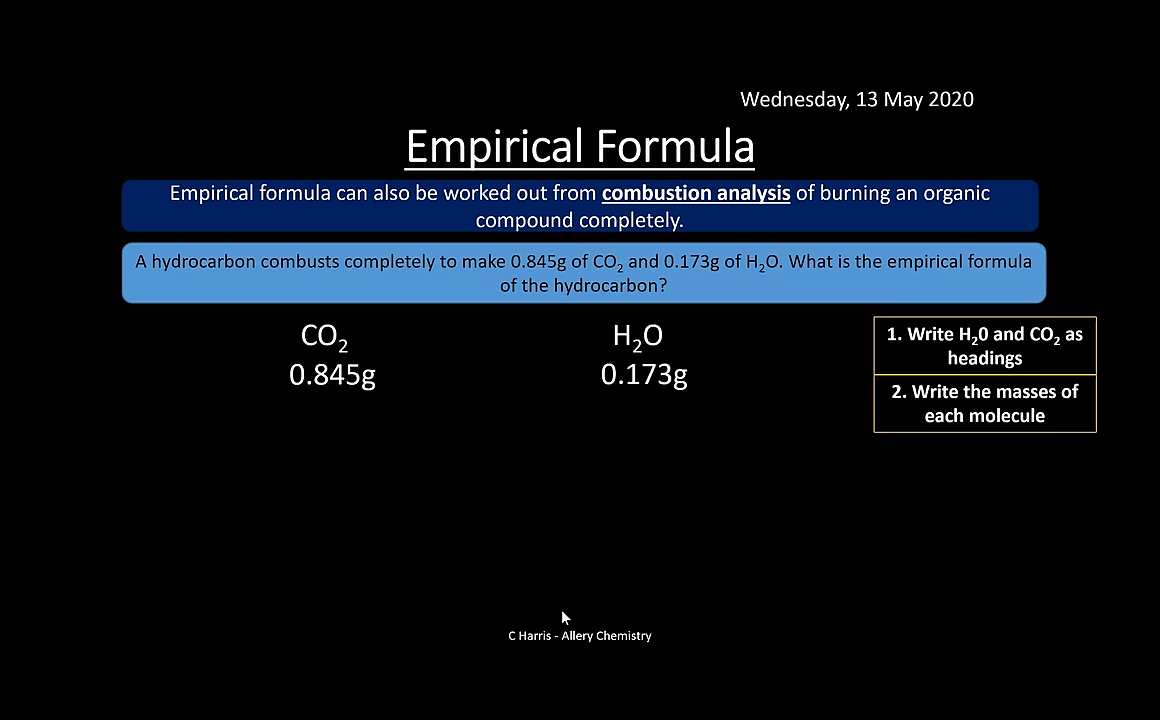 Wednesday, 13 May 2020
Empirical Formula
Empirical formula can also be worked out from combustion analysis of burning an organic
compound completely.
A hydrocarbon combusts completely to make 0.845g of CO₂ and 0.173g of H₂O. What is the empirical formula
of the hydrocarbon?
CO₂
0.845g
H₂O
0.173g
1. Write H₂0 and CO₂ as
headings
2. Write the masses of
each molecule
C Harris - Allery Chemistry